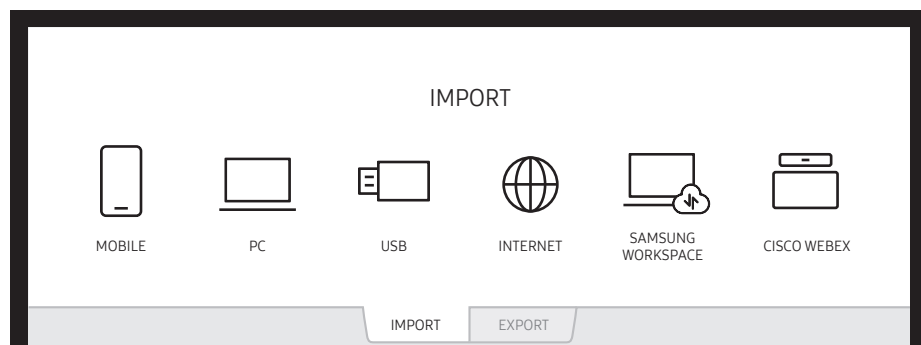 IMPORT
MOBILE
PC
USB
INTERNET
SAMSUNG
WORKSPACE
CISCO WEBEX
IMPORT
EXPORT